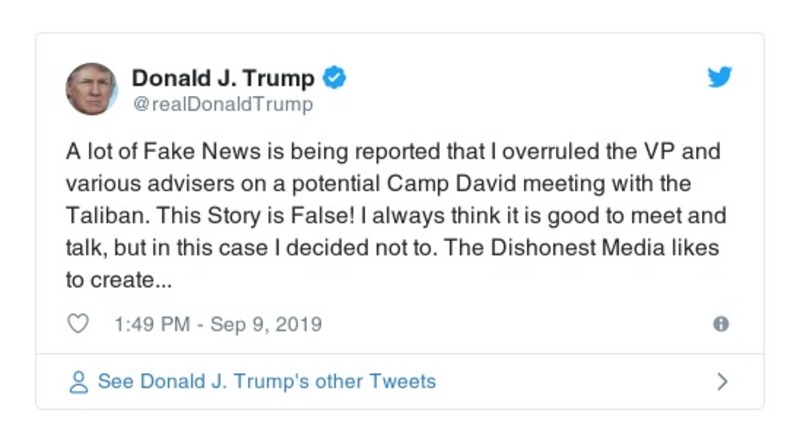 Donald J. Trump
@realDonaldTrump
A lot of Fake News is being reported that I overruled the VP and
various advisers on a potential Camp David meeting with the
Taliban. This Story is False! I always think it is good to meet and
talk, but in this case I decided not to. The Dishonest Media likes
to create...
1:49 PM - Sep 9, 2019
See Donald J. Trump's other Tweets